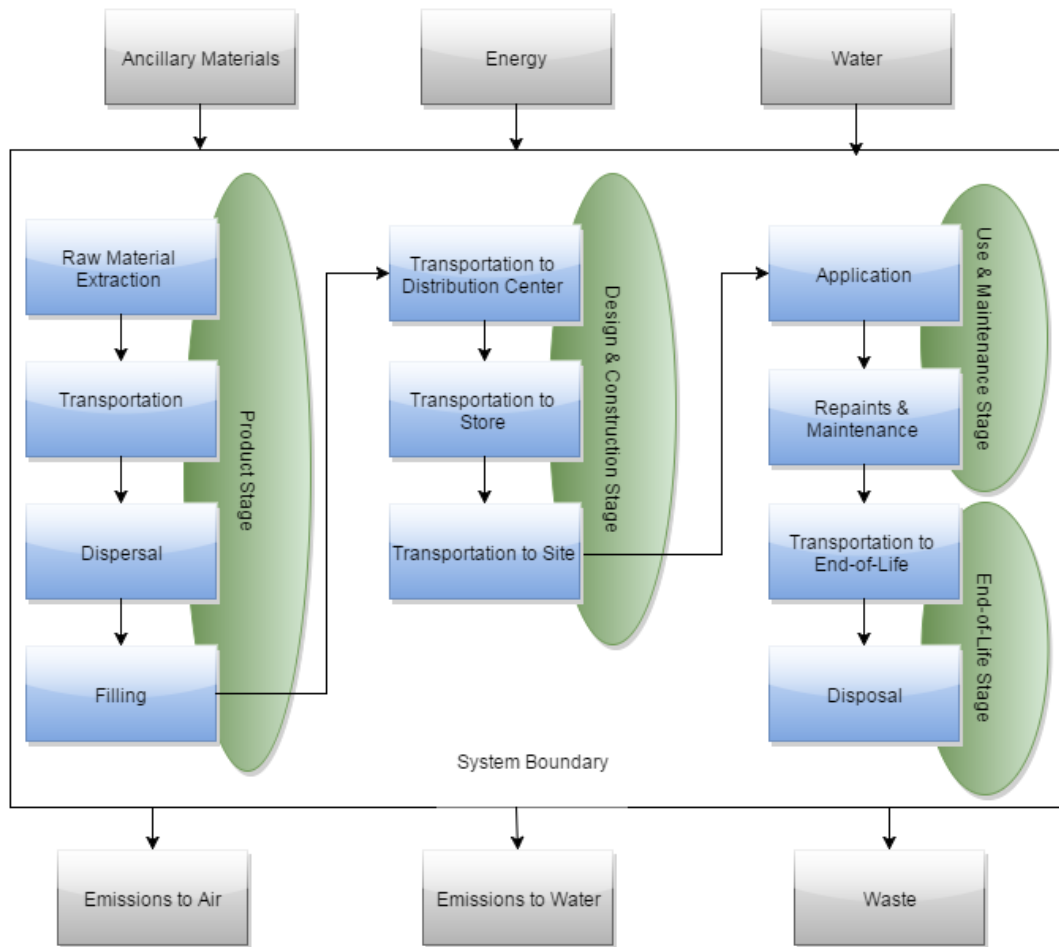 Ancillary Materials
Energy
Water
Raw Material
Extraction
Transportation
Dispersal
Filling
Product Stage
Transportation to
Distribution Center
Transportation to
Store
Transportation to Site
Design & Construction Stage
Application
Repaints &
Maintenance
Use & Maintenance Stage
Transportation to
End-of-Life
Disposal
End-of-Life Stage
System Boundary
Emissions to Air
Emissions to Water
Waste